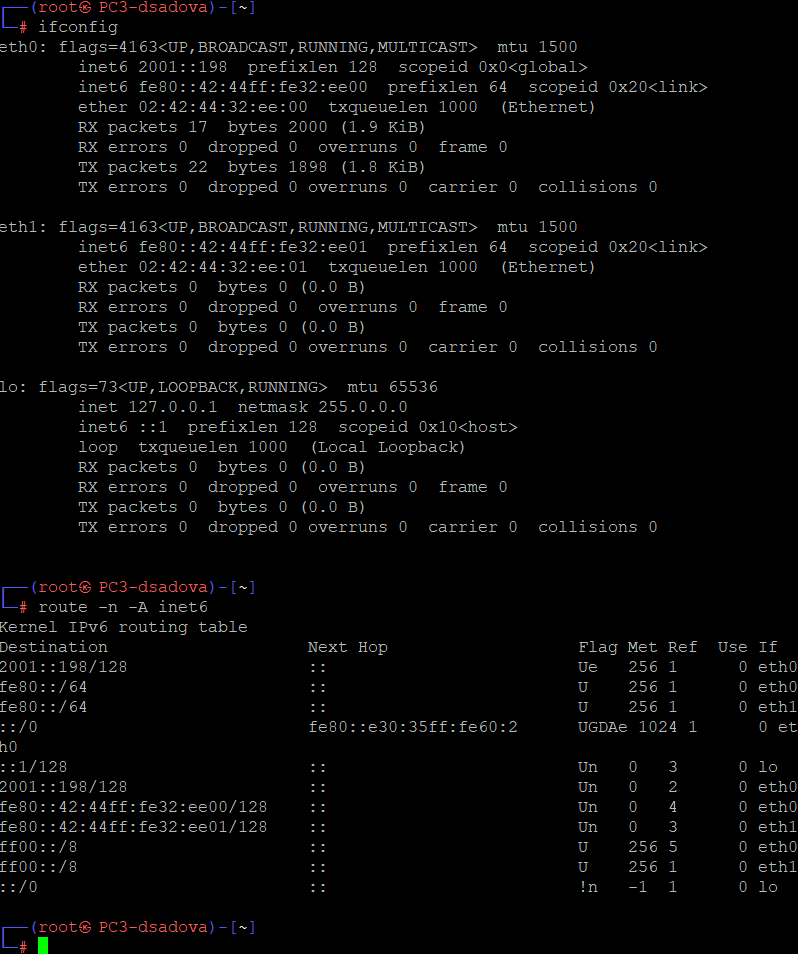 ┌──(root㉿ PC3-dsadova)-[~]
└─# ifconfig
eth0: flags=4163<UP,BROADCAST,RUNNING,MULTICAST>  mtu 1500
        inet6 2001::198  prefixlen 128  scopeid 0x0<global>
        inet6 fe80::42:44ff:fe32:ee00  prefixlen 64  scopeid 0x20<link>
        ether 02:42:44:32:ee:00  txqueuelen 1000  (Ethernet)
        RX packets 17  bytes 2000 (1.9 KiB)
        RX errors 0  dropped 0  overruns 0  frame 0
        TX packets 22  bytes 1898 (1.8 KiB)
        TX errors 0  dropped 0 overruns 0  carrier 0  collisions 0
eth1: flags=4163<UP,BROADCAST,RUNNING,MULTICAST>  mtu 1500
        inet6 fe80::42:44ff:fe32:ee01  prefixlen 64  scopeid 0x20<link>
        ether 02:42:44:32:ee:01  txqueuelen 1000  (Ethernet)
        RX packets 0  bytes 0 (0.0 B)
        RX errors 0  dropped 0  overruns 0  frame 0
        TX packets 0  bytes 0 (0.0 B)
        TX errors 0  dropped 0 overruns 0  carrier 0  collisions 0
lo: flags=73<UP,LOOPBACK,RUNNING>  mtu 65536
        inet 127.0.0.1  netmask 255.0.0.0
        inet6 ::1  prefixlen 128  scopeid 0x10<host>
        loop  txqueuelen 1000  (Local Loopback)
        RX packets 0  bytes 0 (0.0 B)
        RX errors 0  dropped 0  overruns 0  frame 0
        TX packets 0  bytes 0 (0.0 B)
        TX errors 0  dropped 0 overruns 0  carrier 0  collisions 0
┌──(root㉿ PC3-dsadova)-[~]
└─# route -n -A inet6
Kernel IPv6 routing table
Destination                    Next Hop                   Flag Met Ref  Use If
2001::198/128                  ::                         Ue   256 1      0 eth0
fe80::/64                      ::                         U    256 1      0 eth0
fe80::/64                      ::                         U    256 1      0 eth1
::/0                           fe80::e30:35ff:fe60:2      UGDAe 1024 1      0 et
h0
::1/128                        ::                         Un   0   3      0 lo
2001::198/128                  ::                         Un   0   2      0 eth0
fe80::42:44ff:fe32:ee00/128    ::                         Un   0   4      0 eth0
fe80::42:44ff:fe32:ee01/128    ::                         Un   0   3      0 eth1
ff00::/8                       ::                         U    256 5      0 eth0
ff00::/8                       ::                         U    256 1      0 eth1
::/0                           ::                         !n   -1  1      0 lo
┌──(root㉿ PC3-dsadova)-[~]
└─#